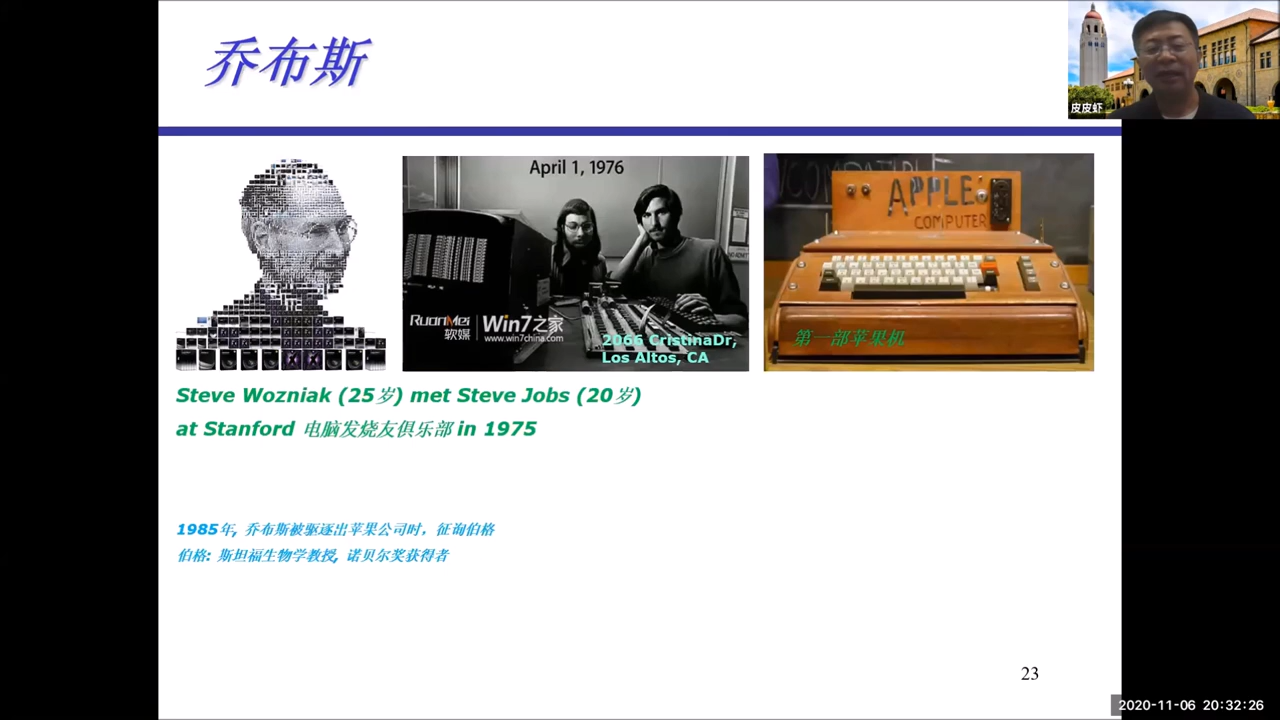 乔布斯
皮皮虾
April 1, 1976
RuanMei 软媒 Win7之家
www.win7china.com
2066 CristinaDr,
Los Altos, CA
APPLE
COMPUTER
第一部苹果机
Steve Wozniak (25岁) met Steve Jobs (20岁)
at Stanford 电脑发烧友俱乐部 in 1975
1985年, 乔布斯被驱逐出苹果公司时，征询伯格
伯格: 斯坦福生物学教授, 诺贝尔奖获得者
23
2020-11-06 20:32:26